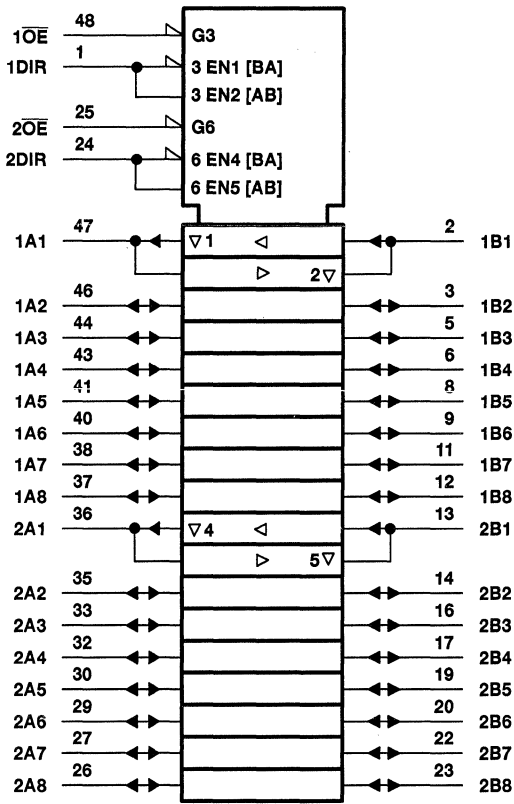 1O̅E̅ 48 G3
1DIR 1 3 EN1 [BA]
3 EN2 [AB]
2O̅E̅ 25 G6
2DIR 24 6 EN4 [BA]
6 EN5 [AB]
1A1 47 ▽1 ◁ 2 1B1
▷ 2▽
1A2 46 3 1B2
1A3 44 5 1B3
1A4 43 6 1B4
1A5 41 8 1B5
1A6 40 9 1B6
1A7 38 11 1B7
1A8 37 12 1B8
2A1 36 ▽4 ◁ 13 2B1
▷ 5▽
2A2 35 14 2B2
2A3 33 16 2B3
2A4 32 17 2B4
2A5 30 19 2B5
2A6 29 20 2B6
2A7 27 22 2B7
2A8 26 23 2B8